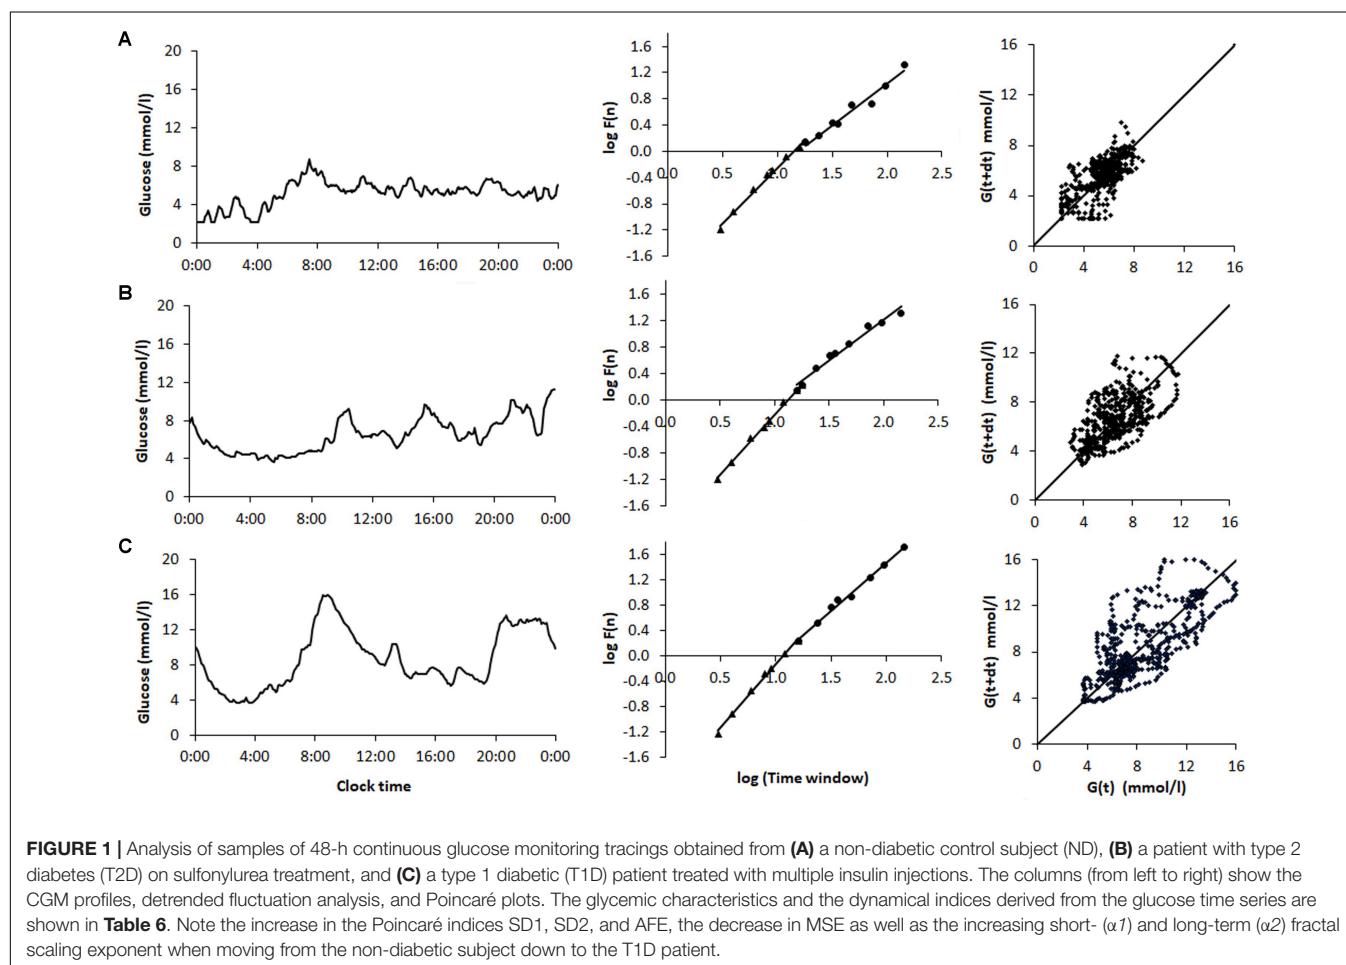 A
20
16
12
8
4
0
Glucose (mmol/l)
0:00 4:00 8:00 12:00 16:00 20:00 0:00
1.6
1.2
0.8
0.4
0.0
-0.4
-0.8
-1.2
-1.6
log F(n)
0.0 0.5 1.0 1.5 2.0 2.5
16
12
8
4
0
G(t+dt) mmol/l
0 4 8 12 16
B
20
16
12
8
4
0
Glucose (mmol/l)
0:00 4:00 8:00 12:00 16:00 20:00 0:00
1.6
1.2
0.8
0.4
0.0
-0.4
-0.8
-1.2
-1.6
log F(n)
0.0 0.5 1.0 1.5 2.0 2.5
16
12
8
4
0
G(t+dt) (mmol/l)
0 4 8 12 16
C
20
16
12
8
4
0
Glucose (mmol/l)
0:00 4:00 8:00 12:00 16:00 20:00 0:00
Clock time
1.6
1.2
0.8
0.4
0.0
-0.4
-0.8
-1.2
-1.6
log F(n)
0.0 0.5 1.0 1.5 2.0 2.5
log (Time window)
16
12
8
4
0
G(t+dt) mmol/l
0 4 8 12 16
G(t) (mmol/l)
FIGURE 1 | Analysis of samples of 48-h continuous glucose monitoring tracings obtained from (A) a non-diabetic control subject (ND), (B) a patient with type 2
diabetes (T2D) on sulfonylurea treatment, and (C) a type 1 diabetic (T1D) patient treated with multiple insulin injections. The columns (from left to right) show the
CGM profiles, detrended fluctuation analysis, and Poincaré plots. The glycemic characteristics and the dynamical indices derived from the glucose time series are
shown in Table 6. Note the increase in the Poincaré indices SD1, SD2, and AFE, the decrease in MSE as well as the increasing short- (α1) and long-term (α2) fractal
scaling exponent when moving from the non-diabetic subject down to the T1D patient.